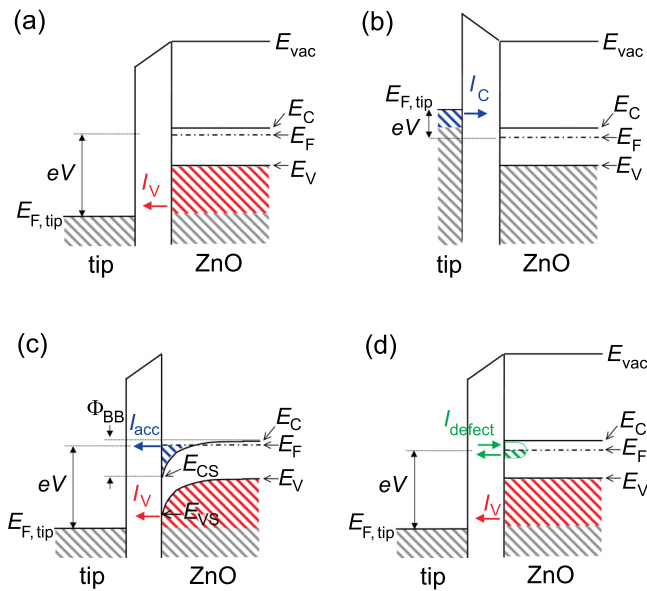 (a)
E_vac
E_C
E_F
E_V
eV
I_V
E_F, tip
tip
ZnO
(b)
E_vac
E_F, tip
I_C
eV
E_C
E_F
E_V
tip
ZnO
(c)
Φ_BB
I_acc
E_C
E_F
E_CS
E_V
eV
I_V
E_VS
E_F, tip
tip
ZnO
(d)
E_vac
I_defect
E_C
E_F
E_V
eV
I_V
E_F, tip
tip
ZnO